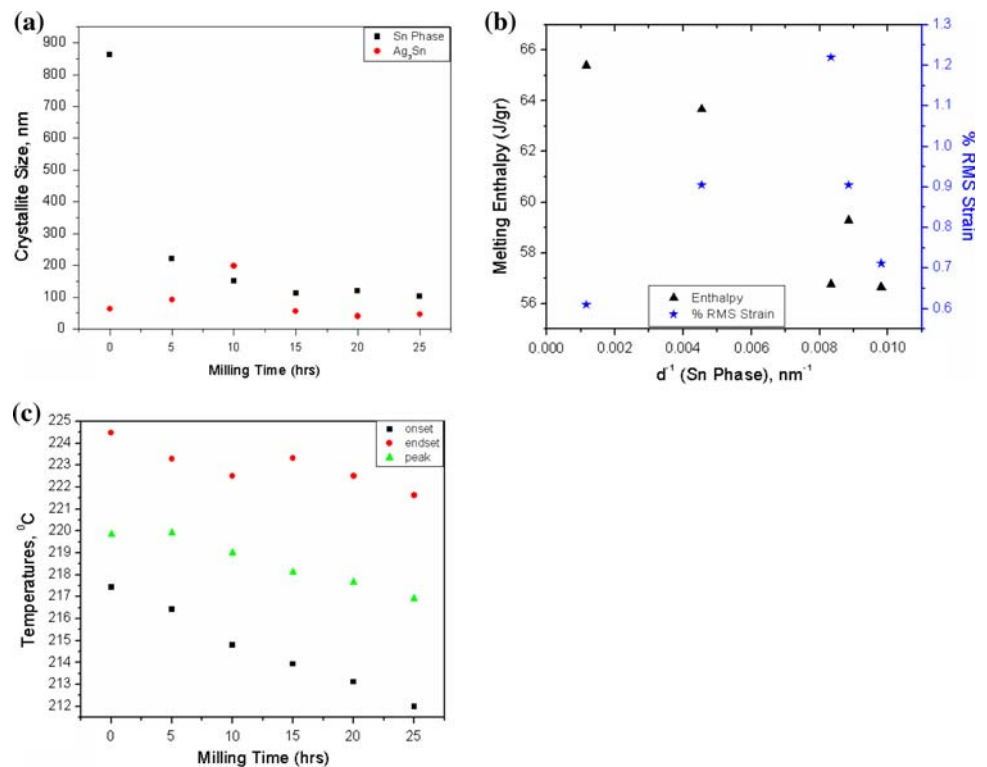 (a)
Sn Phase
Ag3Sn
900
800
700
600
500
400
300
200
100
0
Crystallite Size, nm
0 5 10 15 20 25
Milling Time (hrs)
(b)
66
64
62
60
58
56
Melting Enthalpy (J/gr)
1.3
1.2
1.1
1.0
0.9
0.8
0.7
0.6
% RMS Strain
Enthalpy
% RMS Strain
0.000 0.002 0.004 0.006 0.008 0.010
d⁻¹ (Sn Phase), nm⁻¹
(c)
onset
endset
peak
225
224
223
222
221
220
219
218
217
216
215
214
213
212
Temperatures, ⁰C
0 5 10 15 20 25
Milling Time (hrs)